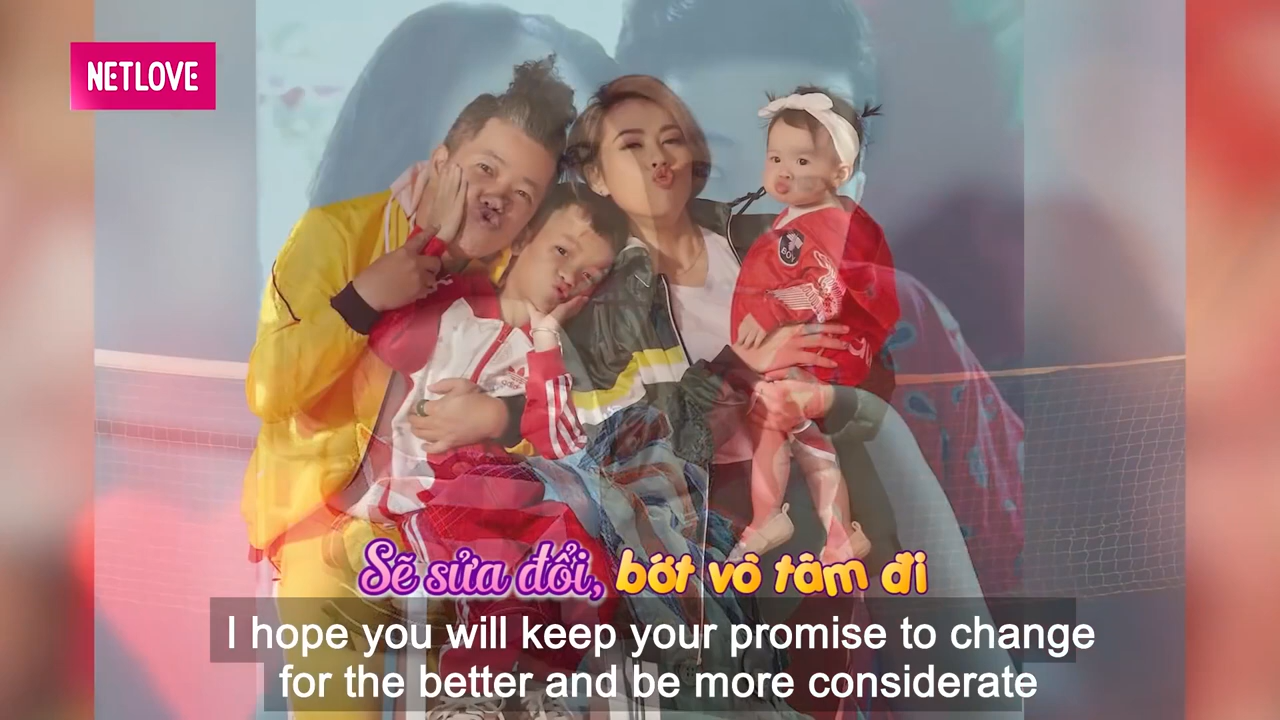 NETLOVE
BOY
Sẽ sửa đổi, bớt vô tâm đi
I hope you will keep your promise to change
for the better and be more considerate